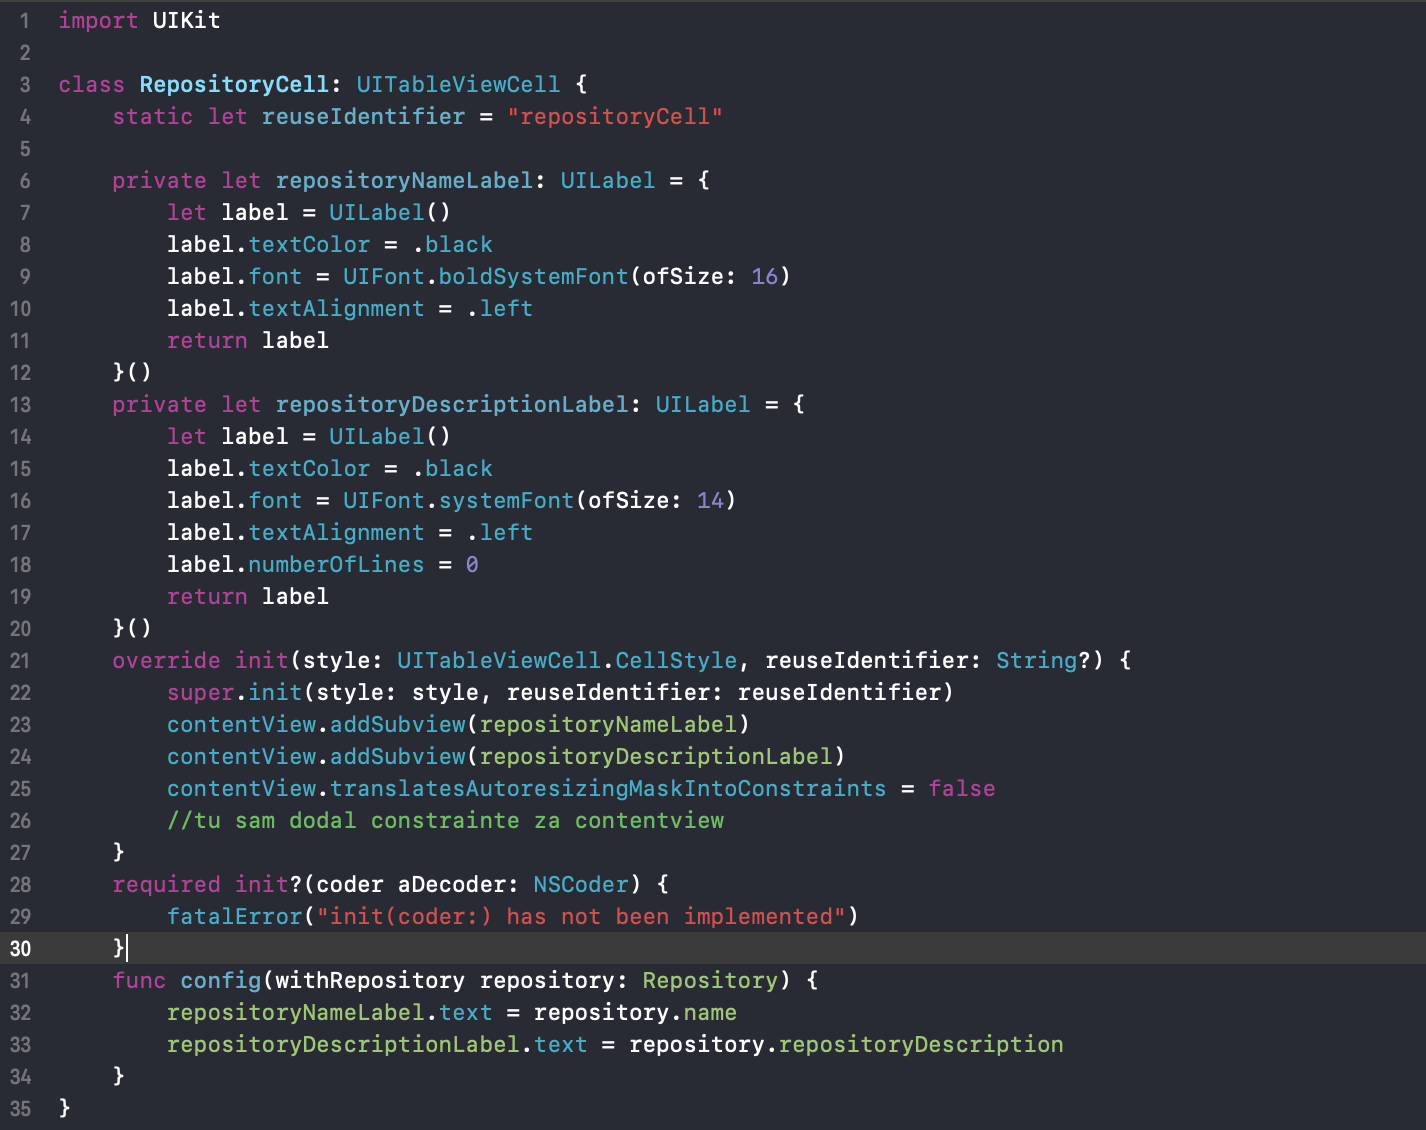 1 import UIKit
2
3 class RepositoryCell: UITableViewCell {
4     static let reuseIdentifier = "repositoryCell"
5
6     private let repositoryNameLabel: UILabel = {
7         let label = UILabel()
8         label.textColor = .black
9         label.font = UIFont.boldSystemFont(ofSize: 16)
10         label.textAlignment = .left
11         return label
12     }()
13     private let repositoryDescriptionLabel: UILabel = {
14         let label = UILabel()
15         label.textColor = .black
16         label.font = UIFont.systemFont(ofSize: 14)
17         label.textAlignment = .left
18         label.numberOfLines = 0
19         return label
20     }()
21     override init(style: UITableViewCell.CellStyle, reuseIdentifier: String?) {
22         super.init(style: style, reuseIdentifier: reuseIdentifier)
23         contentView.addSubview(repositoryNameLabel)
24         contentView.addSubview(repositoryDescriptionLabel)
25         contentView.translatesAutoresizingMaskIntoConstraints = false
26         //tu sam dodal constrainte za contentview
27     }
28     required init?(coder aDecoder: NSCoder) {
29         fatalError("init(coder:) has not been implemented")
30     }
31     func config(withRepository repository: Repository) {
32         repositoryNameLabel.text = repository.name
33         repositoryDescriptionLabel.text = repository.repositoryDescription
34     }
35 }